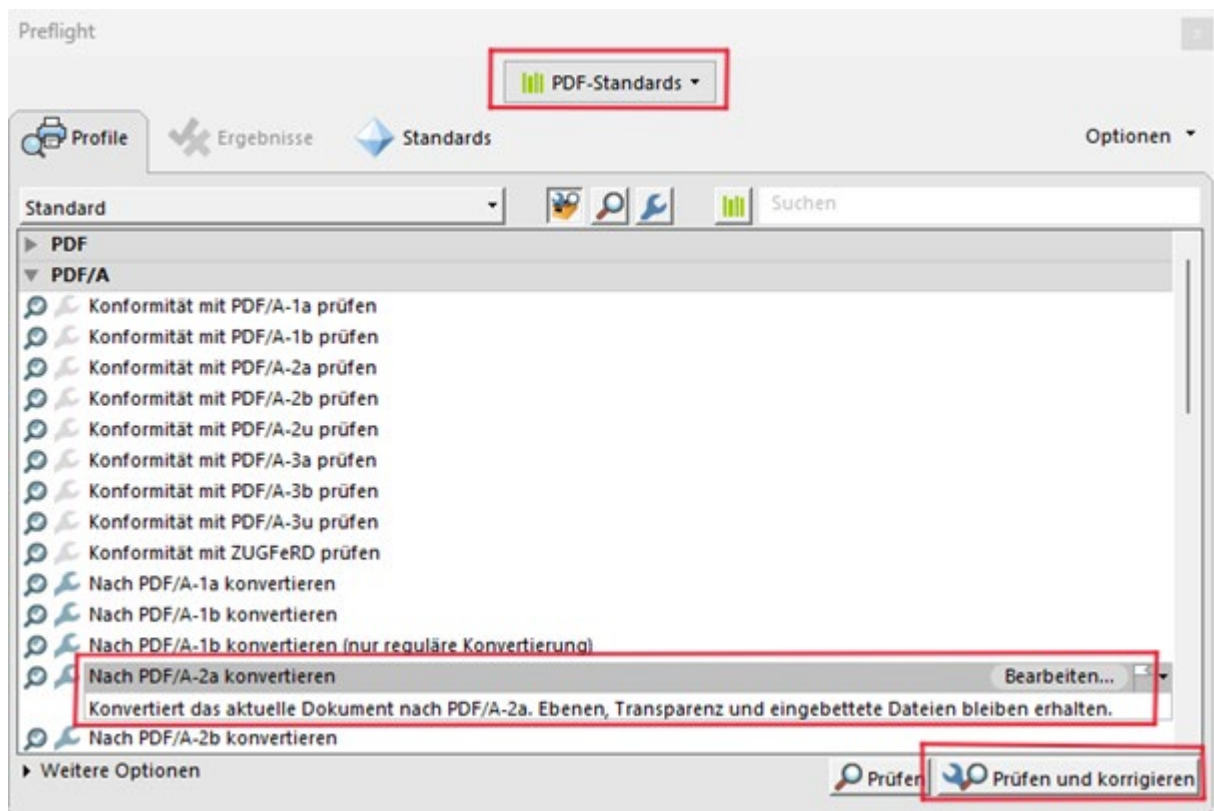 Preflight
PDF-Standards
Profile Ergebnisse Standards Optionen
Standard Suchen
PDF
PDF/A
Konformität mit PDF/A-1a prüfen
Konformität mit PDF/A-1b prüfen
Konformität mit PDF/A-2a prüfen
Konformität mit PDF/A-2b prüfen
Konformität mit PDF/A-2u prüfen
Konformität mit PDF/A-3a prüfen
Konformität mit PDF/A-3b prüfen
Konformität mit PDF/A-3u prüfen
Konformität mit ZUGFeRD prüfen
Nach PDF/A-1a konvertieren
Nach PDF/A-1b konvertieren
Nach PDF/A-1b konvertieren (nur reguläre Konvertierung)
Nach PDF/A-2a konvertieren Bearbeiten...
Konvertiert das aktuelle Dokument nach PDF/A-2a. Ebenen, Transparenz und eingebettete Dateien bleiben erhalten.
Nach PDF/A-2b konvertieren
Weitere Optionen Prüfen Prüfen und korrigieren